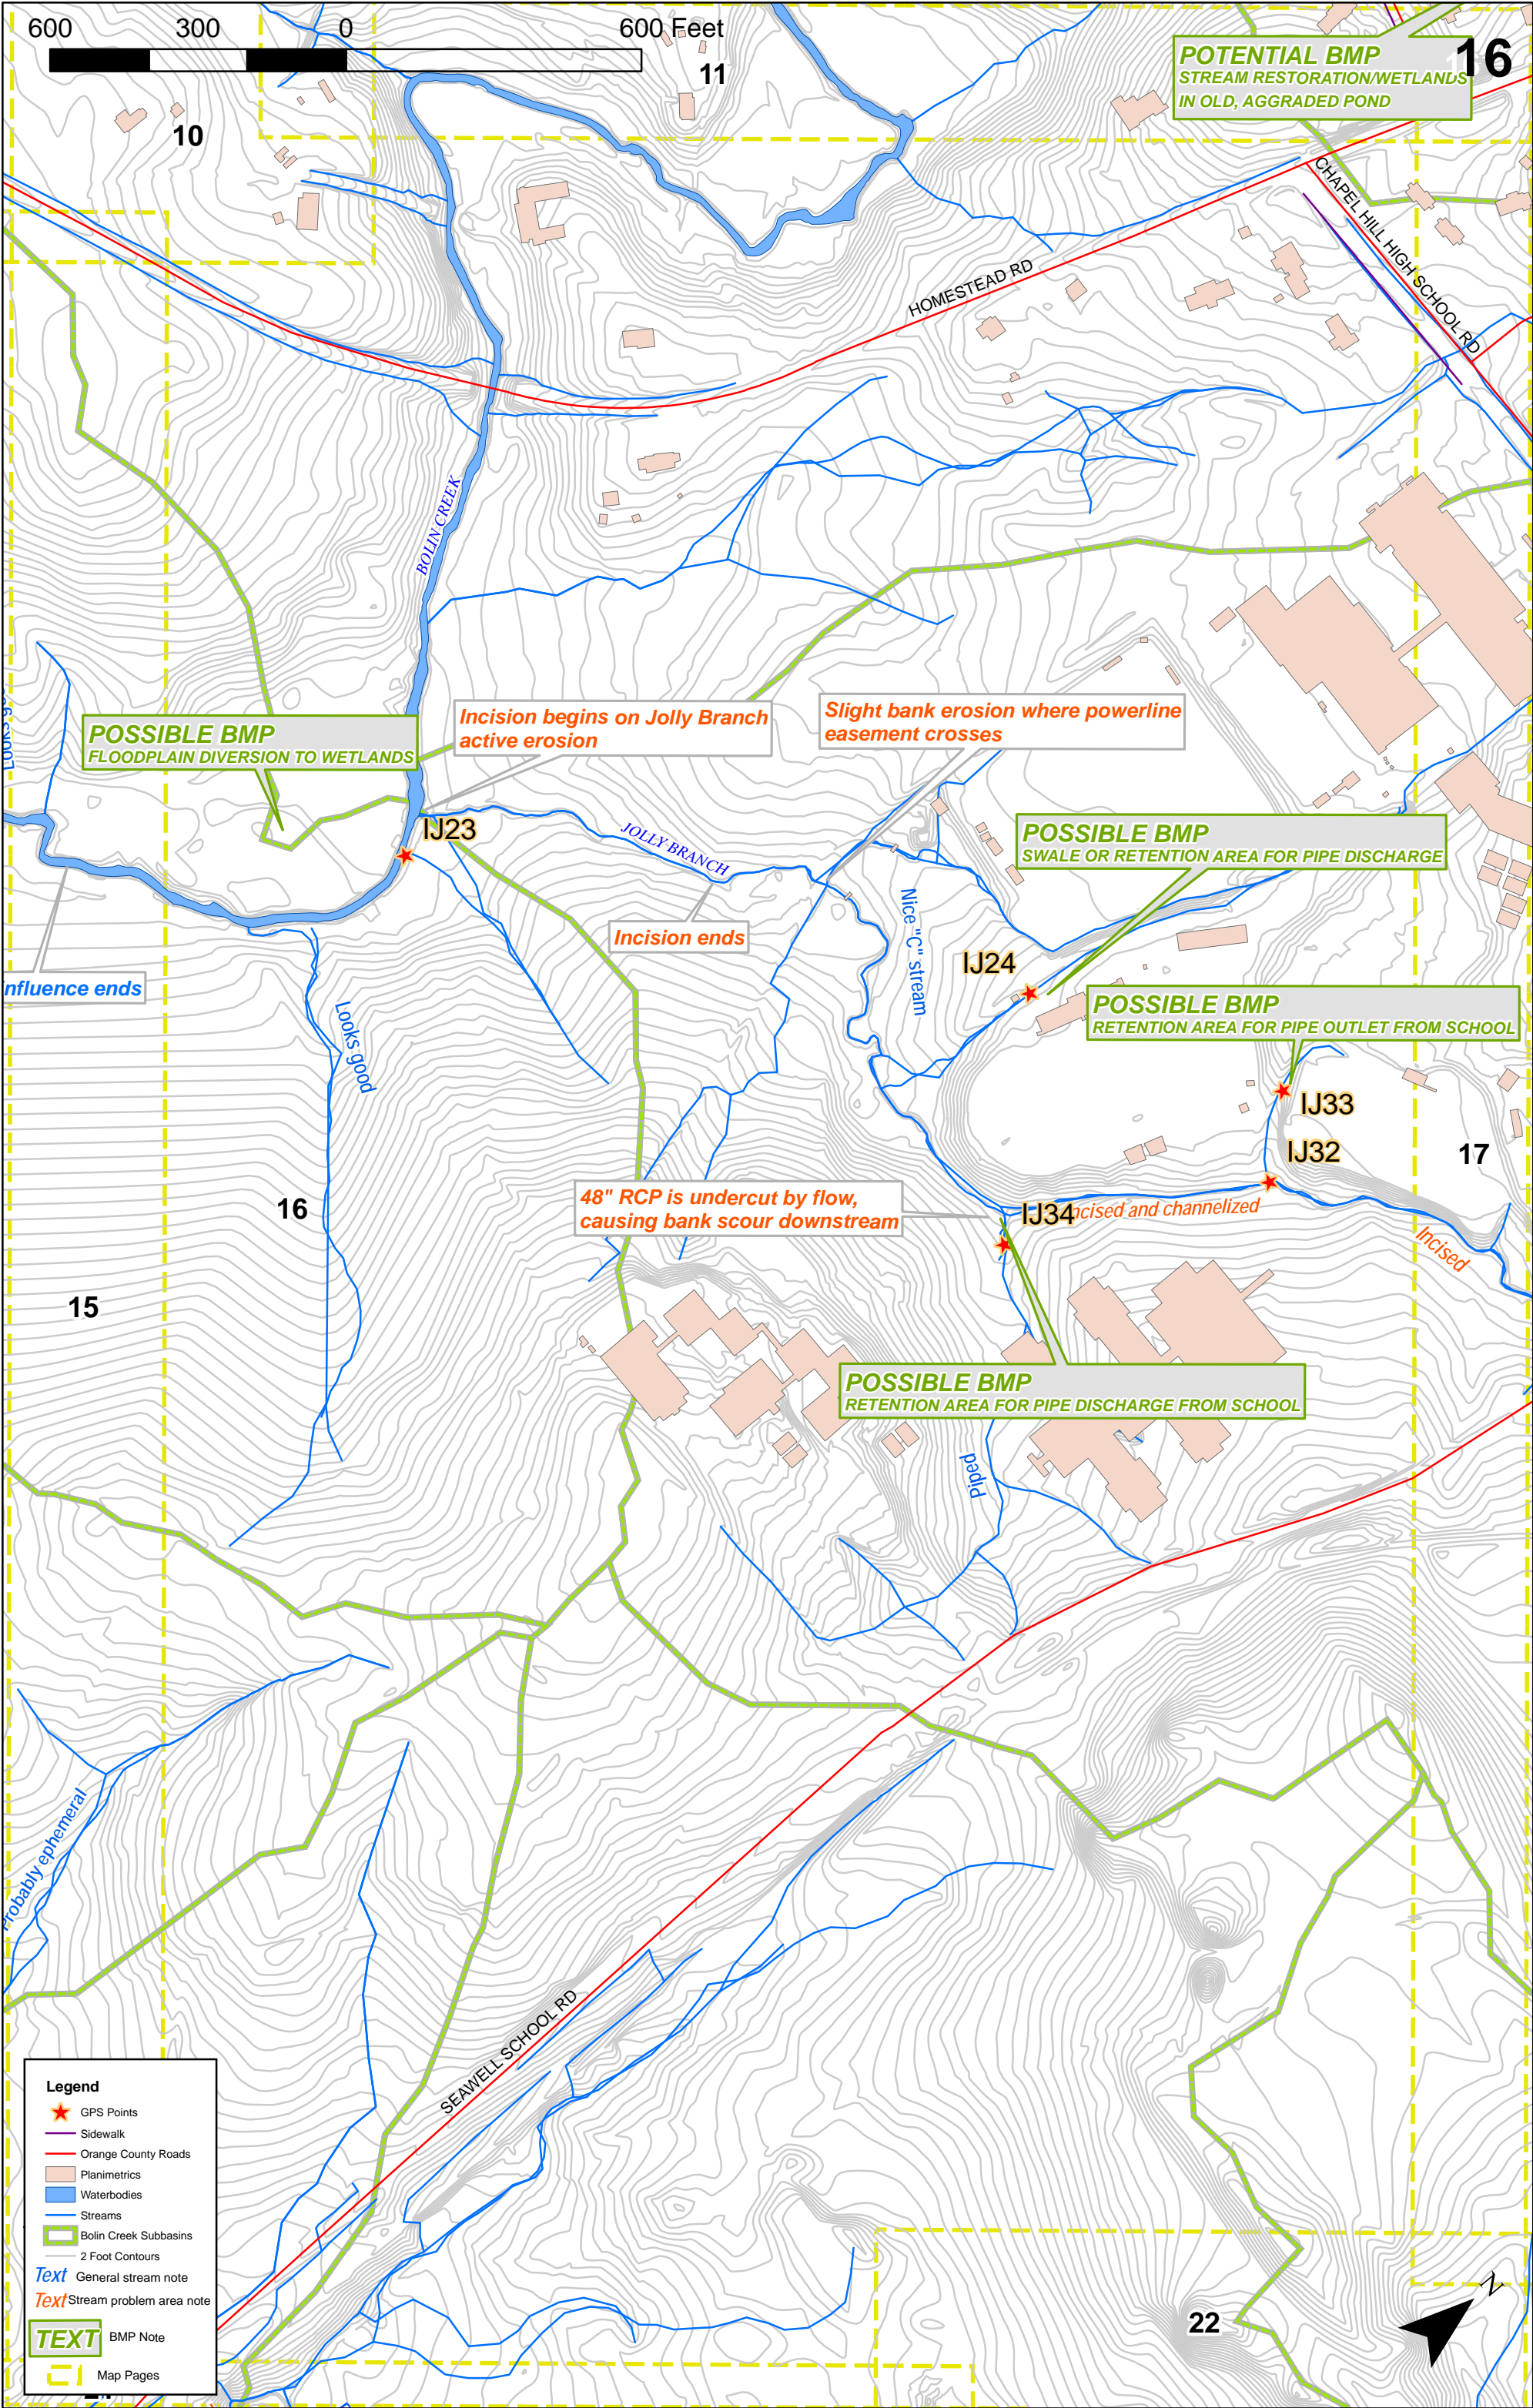 600 300 0 600 Feet
11
10
POTENTIAL BMP
STREAM RESTORATION/WETLANDS
IN OLD, AGGRADED POND
16
CHAPEL HILL HIGH SCHOOL RD
HOMESTEAD RD
BOLIN CREEK
POSSIBLE BMP
FLOODPLAIN DIVERSION TO WETLANDS
Incision begins on Jolly Branch
active erosion
Slight bank erosion where powerline
easement crosses
IJ23
JOLLY BRANCH
POSSIBLE BMP
SWALE OR RETENTION AREA FOR PIPE DISCHARGE
Nice "C" stream
Incision ends
IJ24
nfluence ends
Looks good
POSSIBLE BMP
RETENTION AREA FOR PIPE OUTLET FROM SCHOOL
IJ33
IJ32
17
16
48" RCP is undercut by flow,
causing bank scour downstream
IJ34
ncised and channelized
Incised
15
POSSIBLE BMP
RETENTION AREA FOR PIPE DISCHARGE FROM SCHOOL
Piped
Probably ephemeral
SEAWELL SCHOOL RD
Legend
GPS Points
Sidewalk
Orange County Roads
Planimetrics
Waterbodies
Streams
Bolin Creek Subbasins
2 Foot Contours
Text General stream note
Text Stream problem area note
TEXT BMP Note
Map Pages
22
N